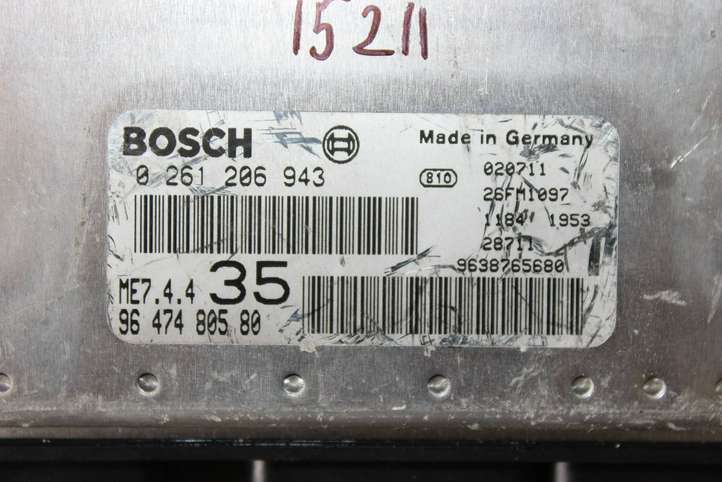 15211
BOSCH
Made in Germany
0 261 206 943
810
020711
26FM1097
1184 1953
28711
9638765680
ME7.4.4 35
96 474 805 80